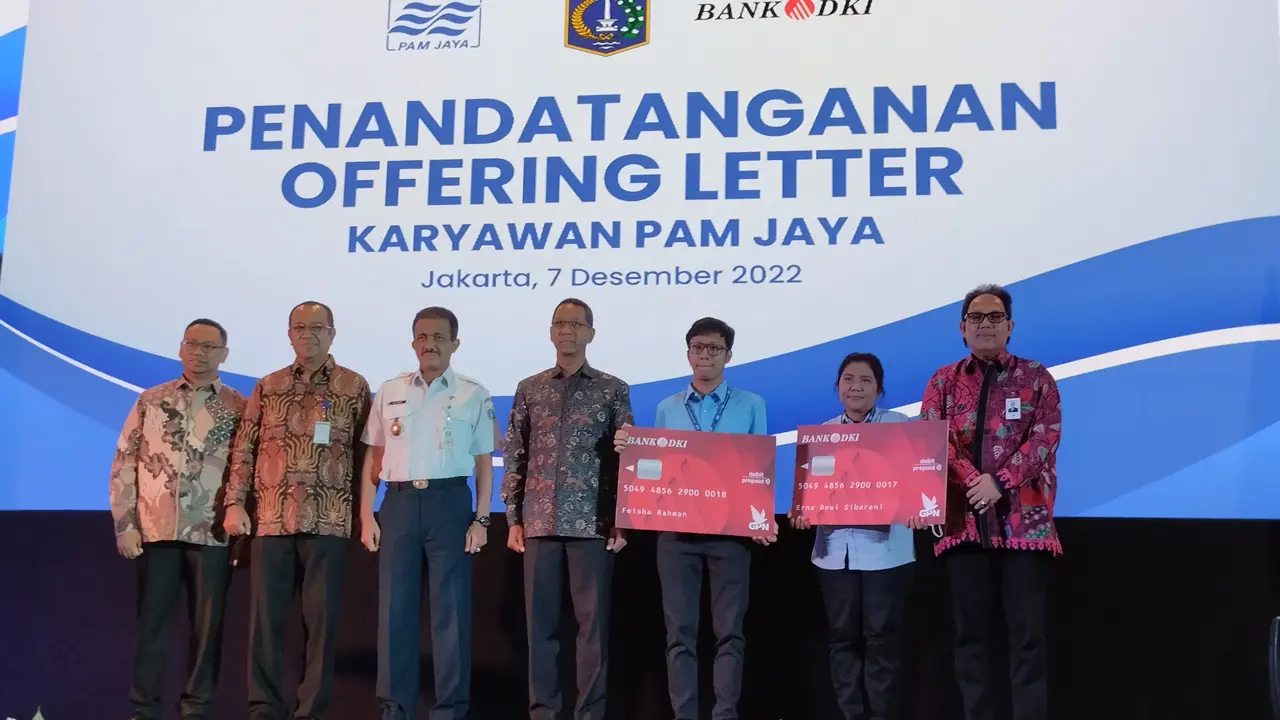 PAM JAYA
BANK DKI
PENANDATANGANAN
OFFERING LETTER
KARYAWAN PAM JAYA
Jakarta, 7 Desember 2022
BANK DKI
debit
prepaid
5049 4856 2900 0018
Feisha Rahman
GPN
BANK DKI
debit
prepaid
5049 4856 2900 0017
Erna Dewi Sibarani
GPN